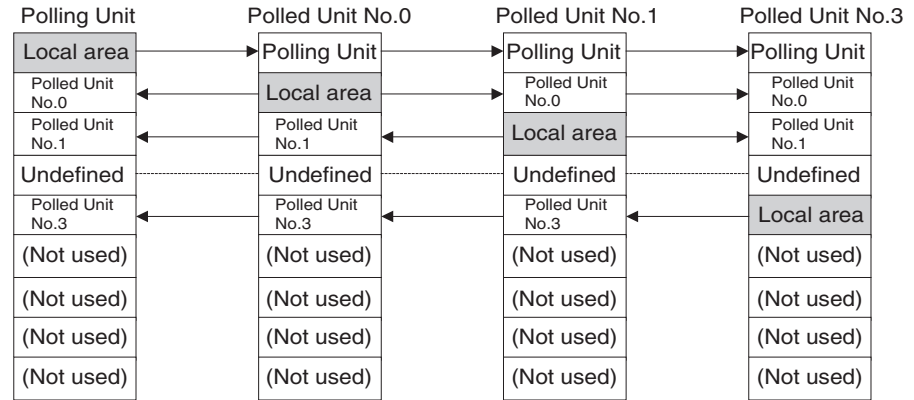 Polling Unit Polled Unit No.0 Polled Unit No.1 Polled Unit No.3
Local area Polling Unit Polling Unit Polling Unit
Polled Unit No.0 Local area Polled Unit No.0 Polled Unit No.0
Polled Unit No.1 Polled Unit No.1 Local area Polled Unit No.1
Undefined Undefined Undefined Undefined
Polled Unit No.3 Polled Unit No.3 Polled Unit No.3 Local area
(Not used) (Not used) (Not used) (Not used)
(Not used) (Not used) (Not used) (Not used)
(Not used) (Not used) (Not used) (Not used)
(Not used) (Not used) (Not used) (Not used)